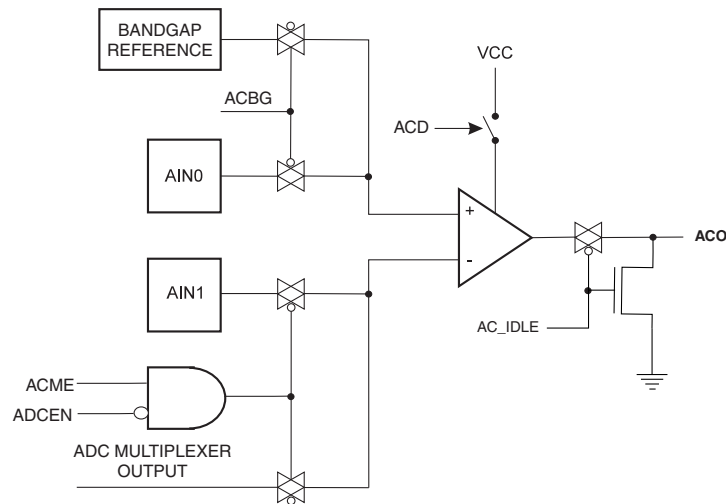 BANDGAP
REFERENCE
VCC
ACBG
ACD
AIN0
+
-
ACO
AIN1
AC_IDLE
ACME
ADCEN
ADC MULTIPLEXER
OUTPUT